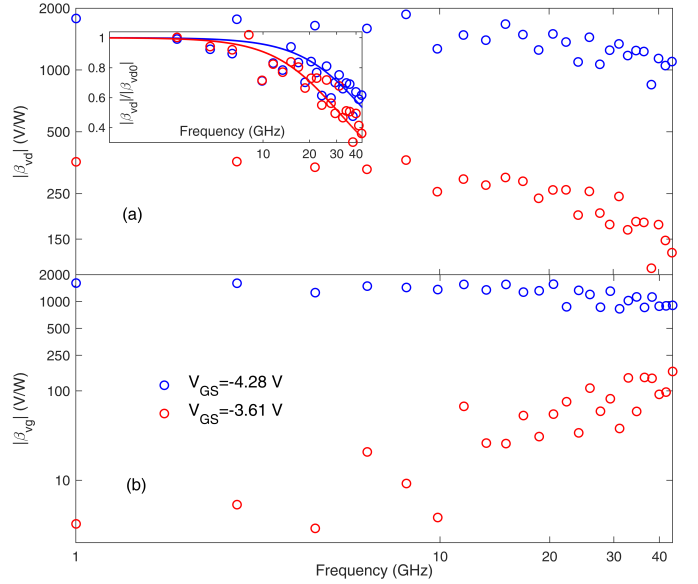 2000
1000
500
250
150
|β_vd| (V/W)
(a)
1
0.8
0.6
0.4
|β_vd|/|β_vd0|
Frequency (GHz)
10
20
30
40
2000
1000
500
250
100
10
|β_vg| (V/W)
V_GS=-4.28 V
V_GS=-3.61 V
(b)
1
10
20
30
40
Frequency (GHz)